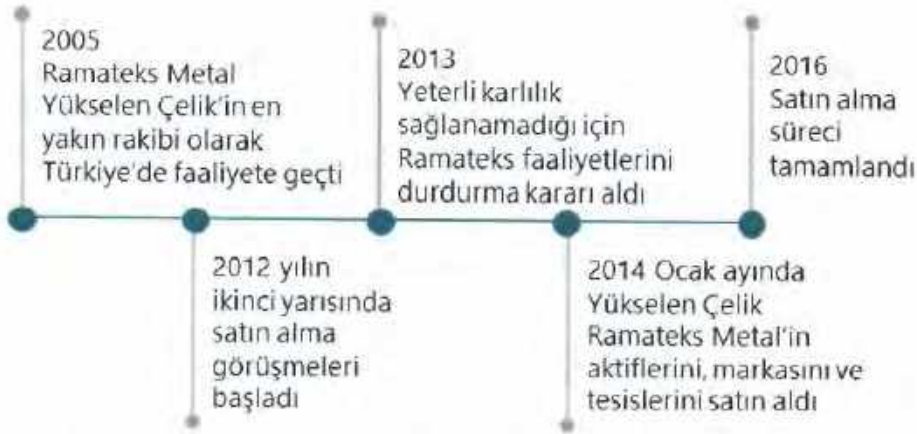 2005
Ramateks Metal
Yükselen Çelik'in en
yakın rakibi olarak
Türkiye'de faaliyete geçti
2012 yılın
ikinci yarısında
satın alma
görüşmeleri
başladı
2013
Yeterli karlılık
sağlanamadığı için
Ramateks faaliyetlerini
durdurma kararı aldı
2014 Ocak ayında
Yükselen Çelik
Ramateks Metal'in
aktiflerini, markasını ve
tesislerini satın aldı
2016
Satın alma
süreci
tamamlandı